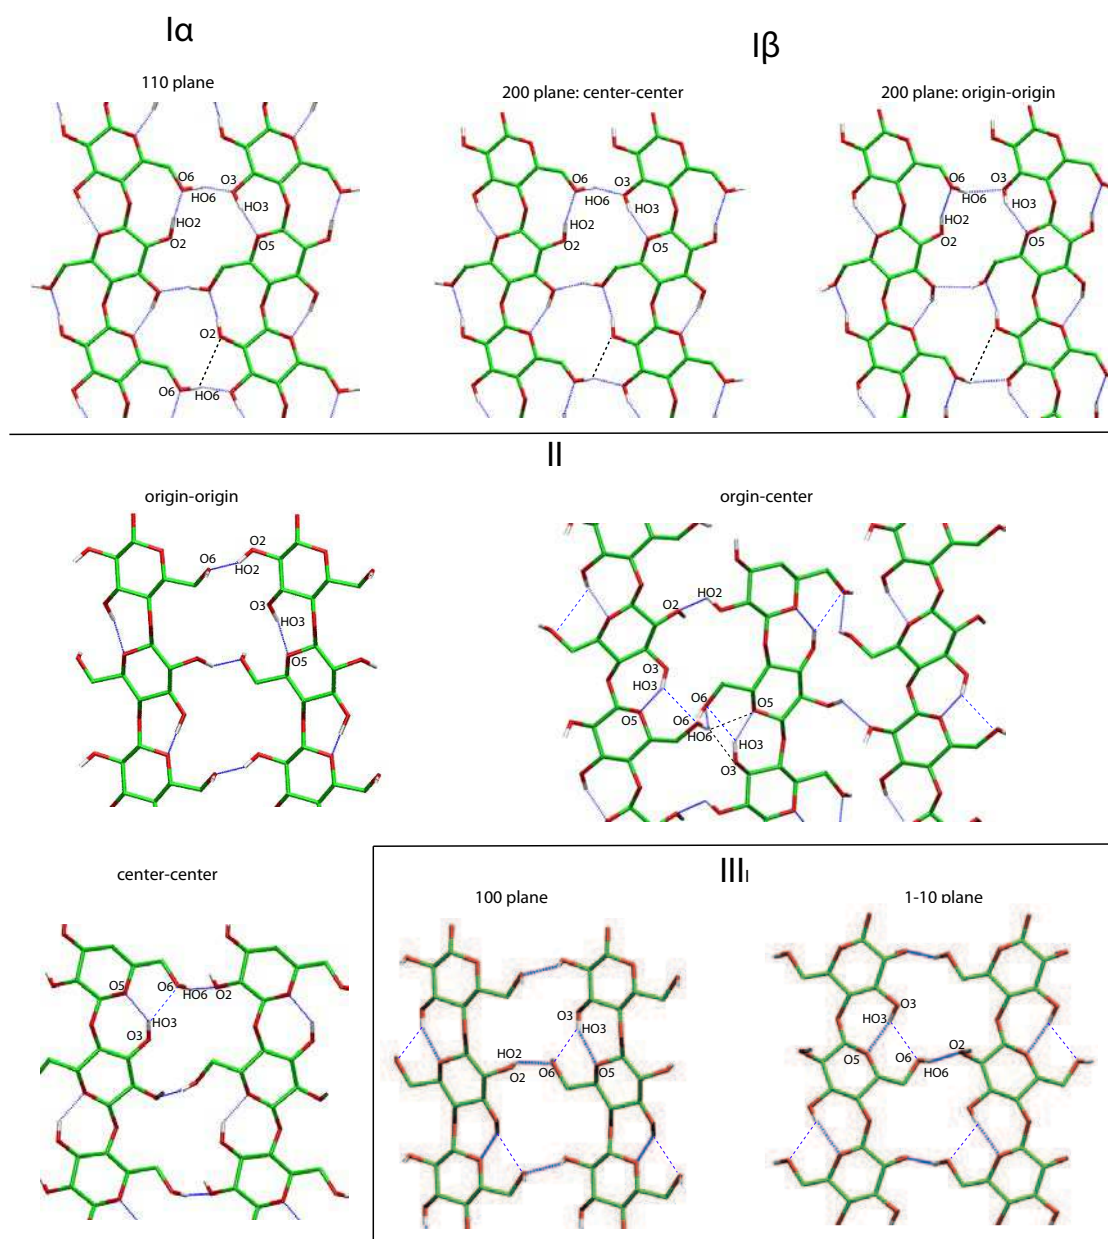 Iα
Iβ
110 plane
200 plane: center-center
200 plane: origin-origin
O6
O3
HO6
HO3
HO2
O2
O5
O2
O6
HO6
O6
O3
HO6
HO3
HO2
O2
O5
O6
O3
HO6
HO3
HO2
O2
O5
II
origin-origin
orgin-center
O6
O2
HO2
O3
HO3
O5
O2
HO2
O3
HO3
O6
O5
O5
O6
HO6
HO3
O3
center-center
O5
O6
HO6
O2
HO3
O3
IIII
100 plane
1-10 plane
O3
HO3
HO2
O2
O6
O5
O3
HO3
O2
O5
O6
HO6